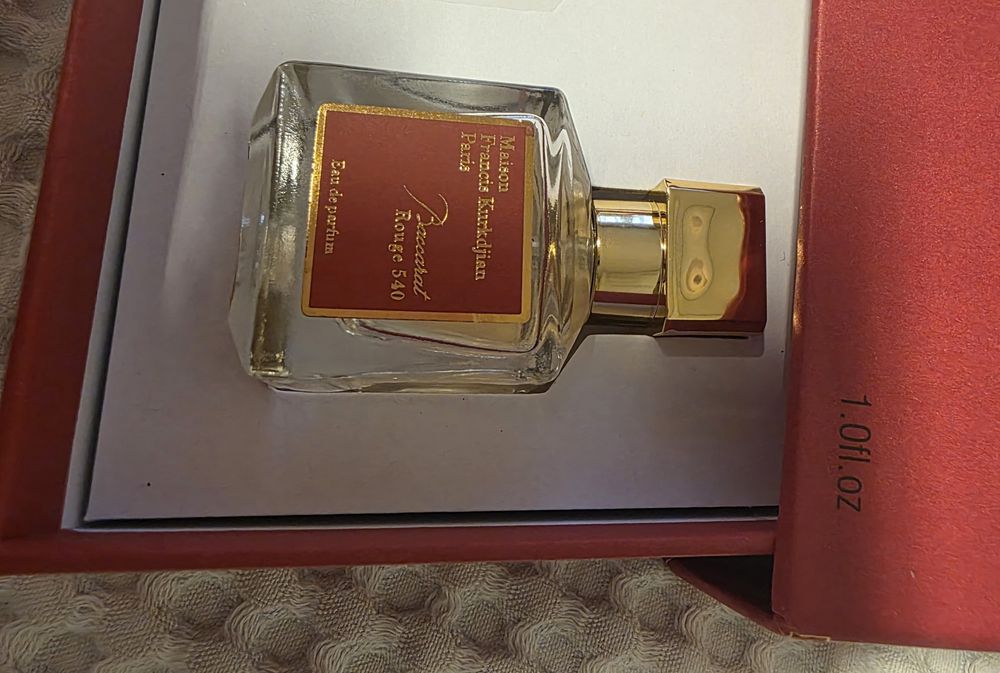 Maison
Francis Kurkdjian
Paris
Baccarat
Rouge 540
Eau de parfum
1.0fl.oz